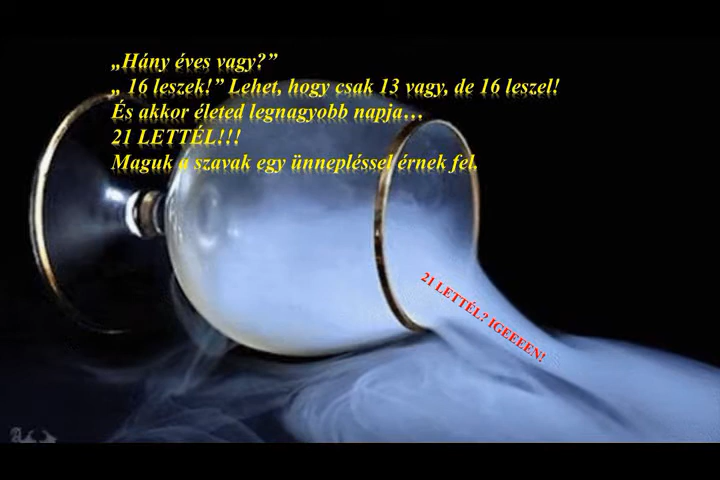 „Hány éves vagy?”
„ 16 leszek!” Lehet, hogy csak 13 vagy, de 16 leszel!
És akkor életed legnagyobb napja…
21 LETTÉL!!!
Maguk a szavak egy ünnepléssel érnek fel.
21 LETTÉL? IGEEEEN!